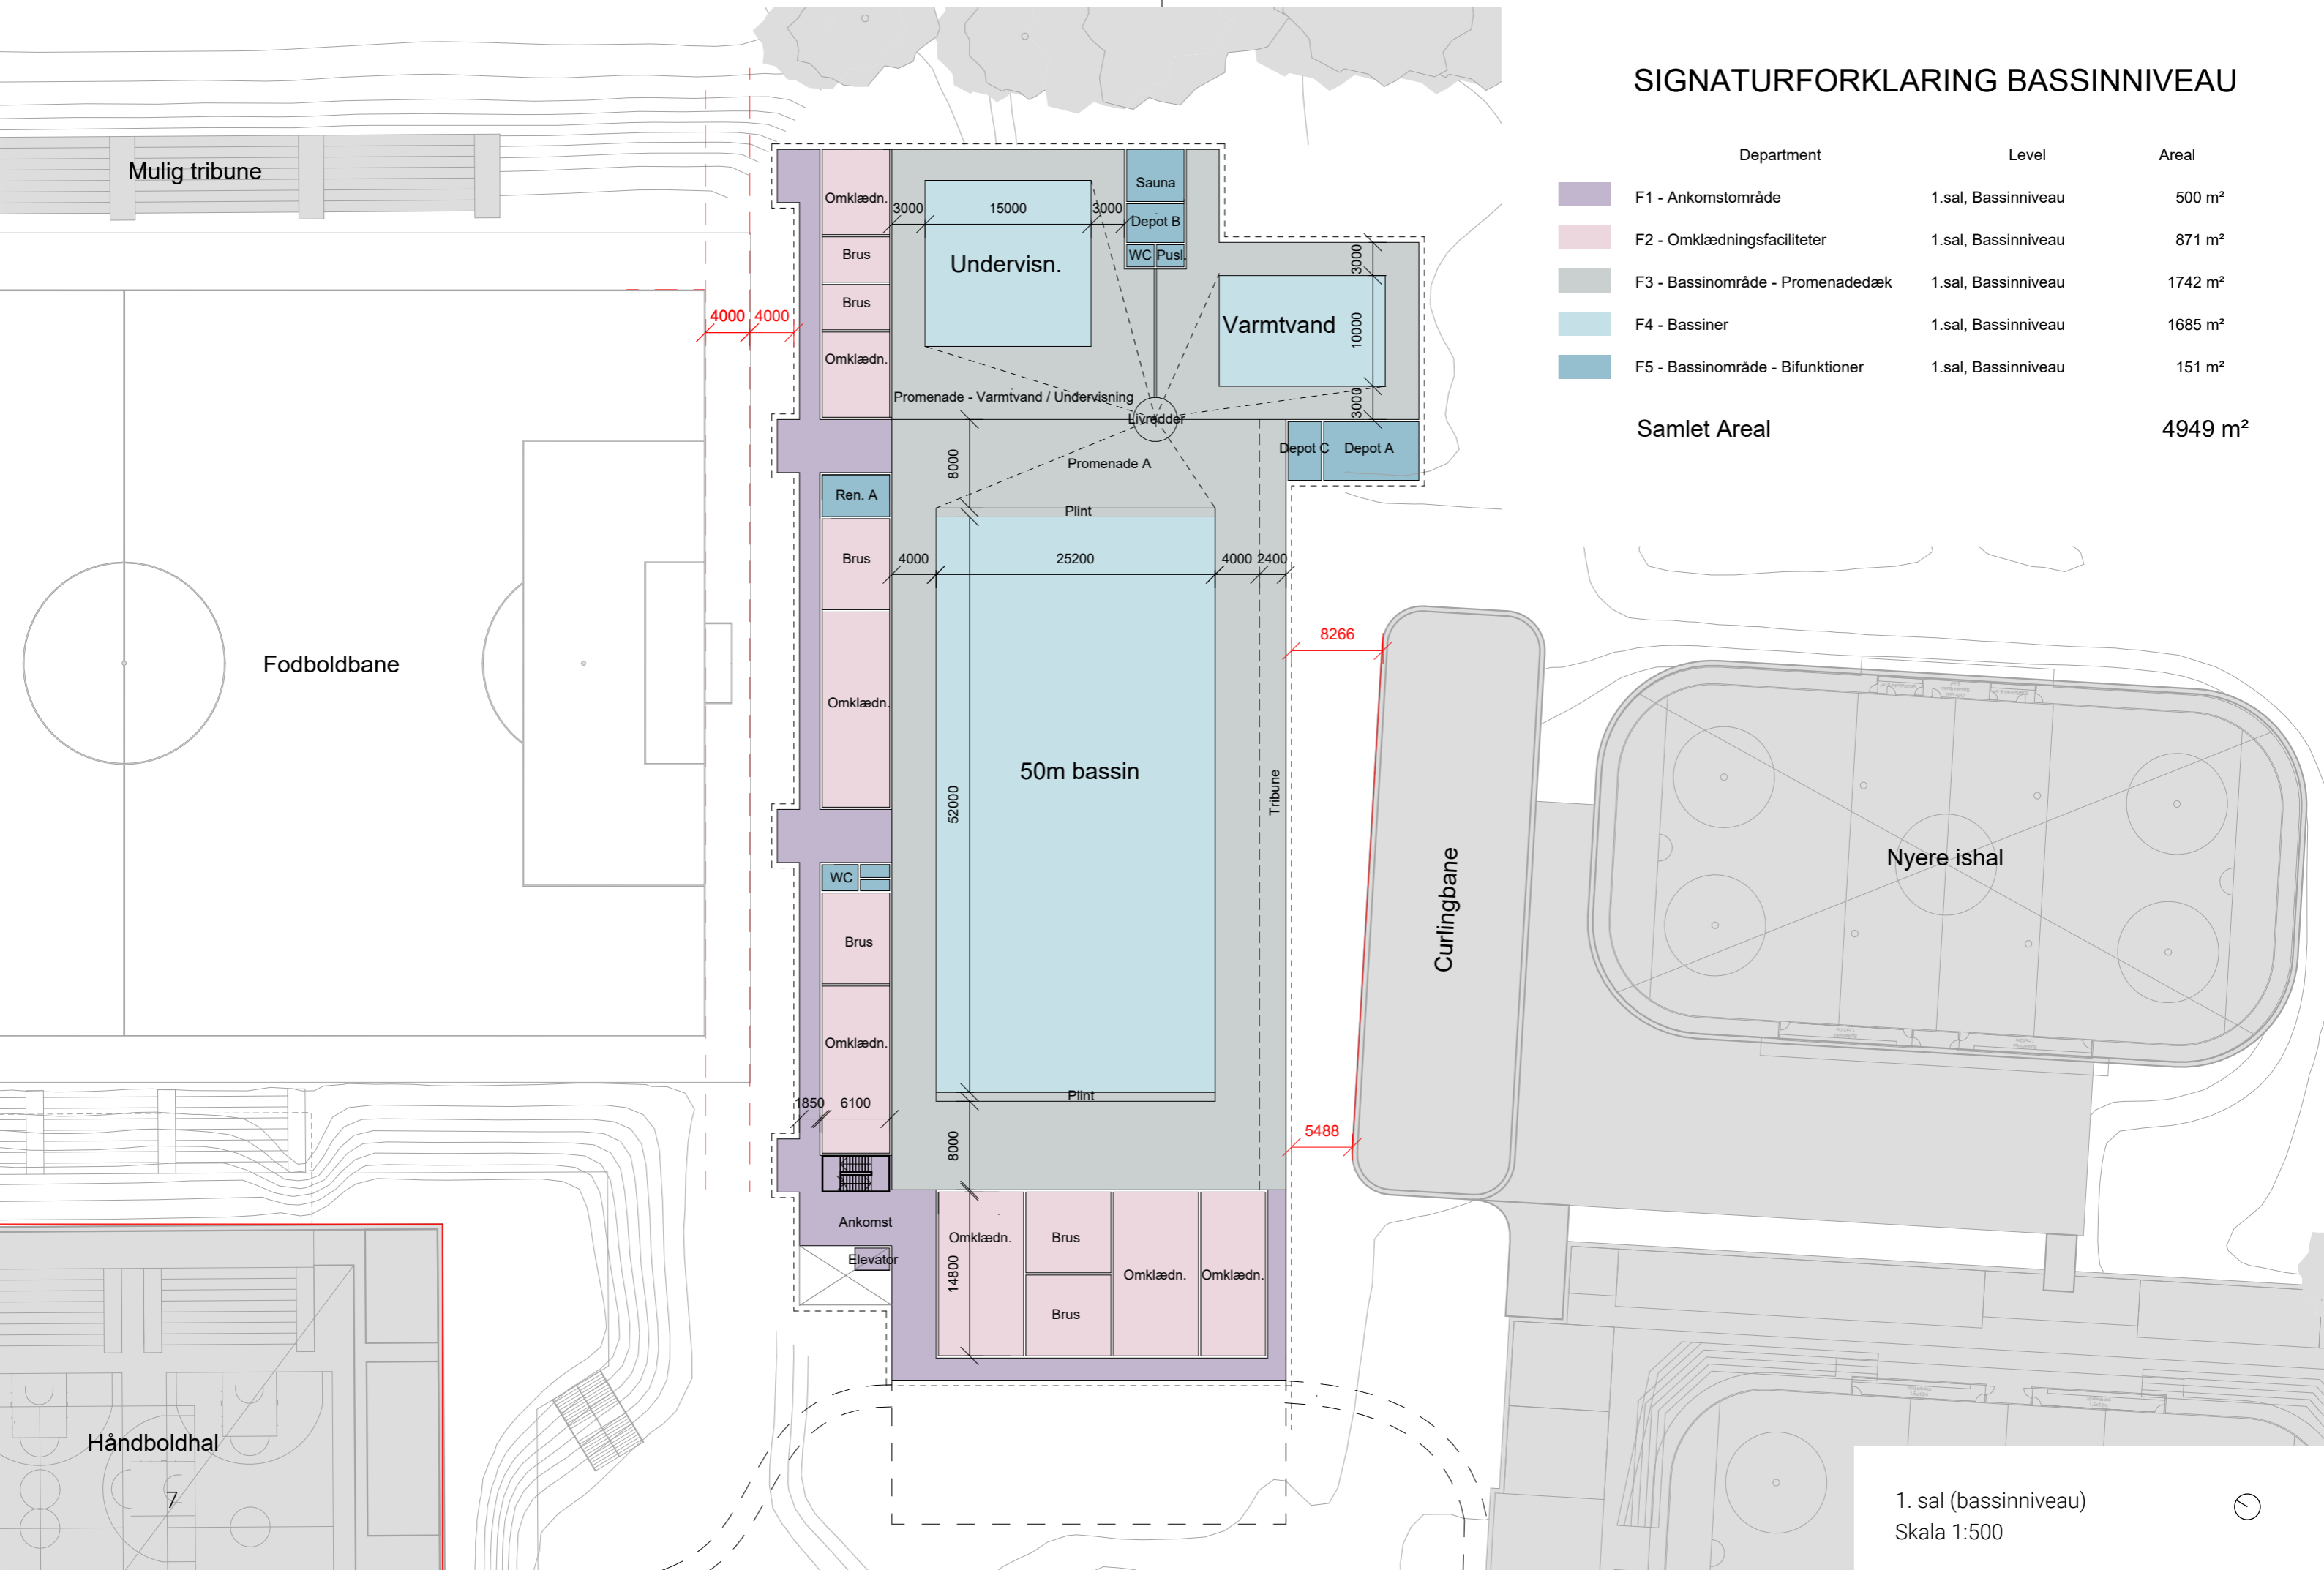 SIGNATURFORKLARING BASSINNIVEAU
Department Level Areal
F1 - Ankomstområde 1.sal, Bassinniveau 500 m²
F2 - Omklædningsfaciliteter 1.sal, Bassinniveau 871 m²
F3 - Bassinområde - Promenadedæk 1.sal, Bassinniveau 1742 m²
F4 - Bassiner 1.sal, Bassinniveau 1685 m²
F5 - Bassinområde - Bifunktioner 1.sal, Bassinniveau 151 m²
Samlet Areal 4949 m²
Mulig tribune
Omklædn.
3000
15000
3000
Sauna
Depot B
WC
Pusl.
Brus
Undervisn.
3000
Brus
4000
4000
Varmtvand
10000
Omklædn.
Promenade - Varmtvand / Undervisning
3000
Livredder
8000
Promenade A
Depot C
Depot A
Ren. A
Plint
Brus
4000
25200
4000
2400
8266
Fodboldbane
Omklædn.
50m bassin
52000
Tribune
Nyere ishal
Curlingbane
WC
Brus
Omklædn.
Plint
1850
6100
8000
5488
Ankomst
Elevator
Omklædn.
14800
Brus
Brus
Omklædn.
Omklædn.
Håndboldhal
7
1. sal (bassinniveau)
Skala 1:500